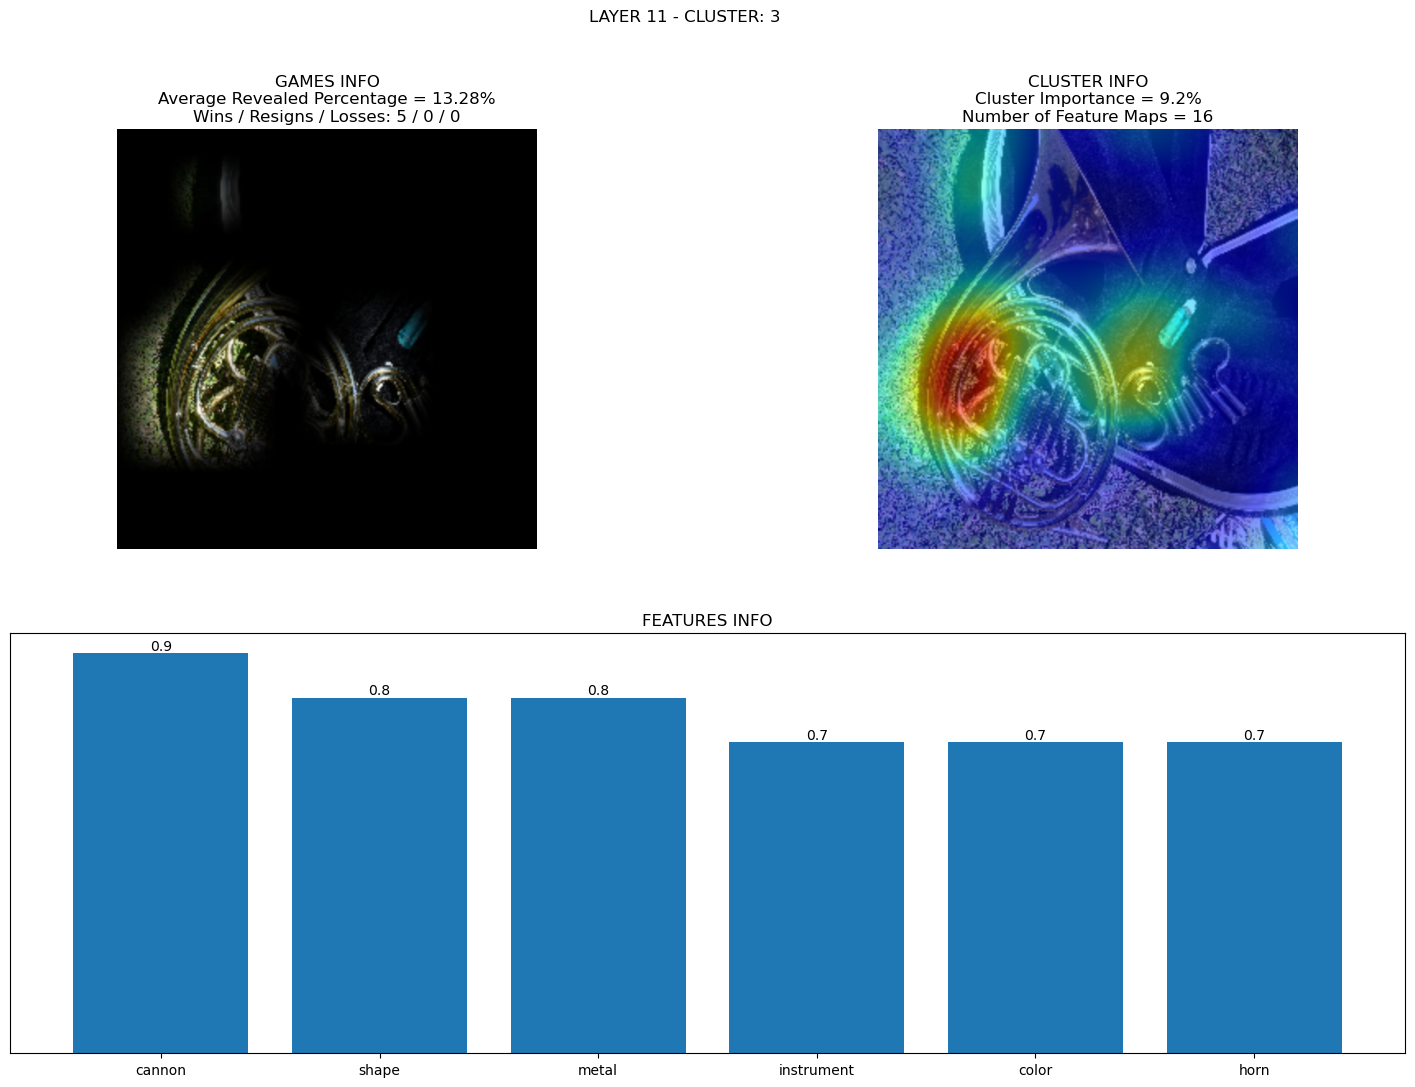 LAYER 11 - CLUSTER: 3
GAMES INFO
Average Revealed Percentage = 13.28%
Wins / Resigns / Losses: 5 / 0 / 0
CLUSTER INFO
Cluster Importance = 9.2%
Number of Feature Maps = 16
FEATURES INFO
0.9
0.8
0.8
0.7
0.7
0.7
cannon
shape
metal
instrument
color
horn